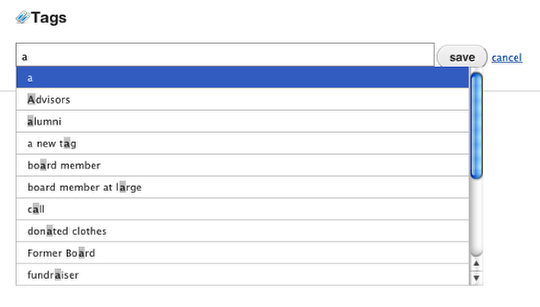 Tags
a
save
cancel
a
Advisors
alumni
a new tag
board member
board member at large
call
donated clothes
Former Board
fundraiser